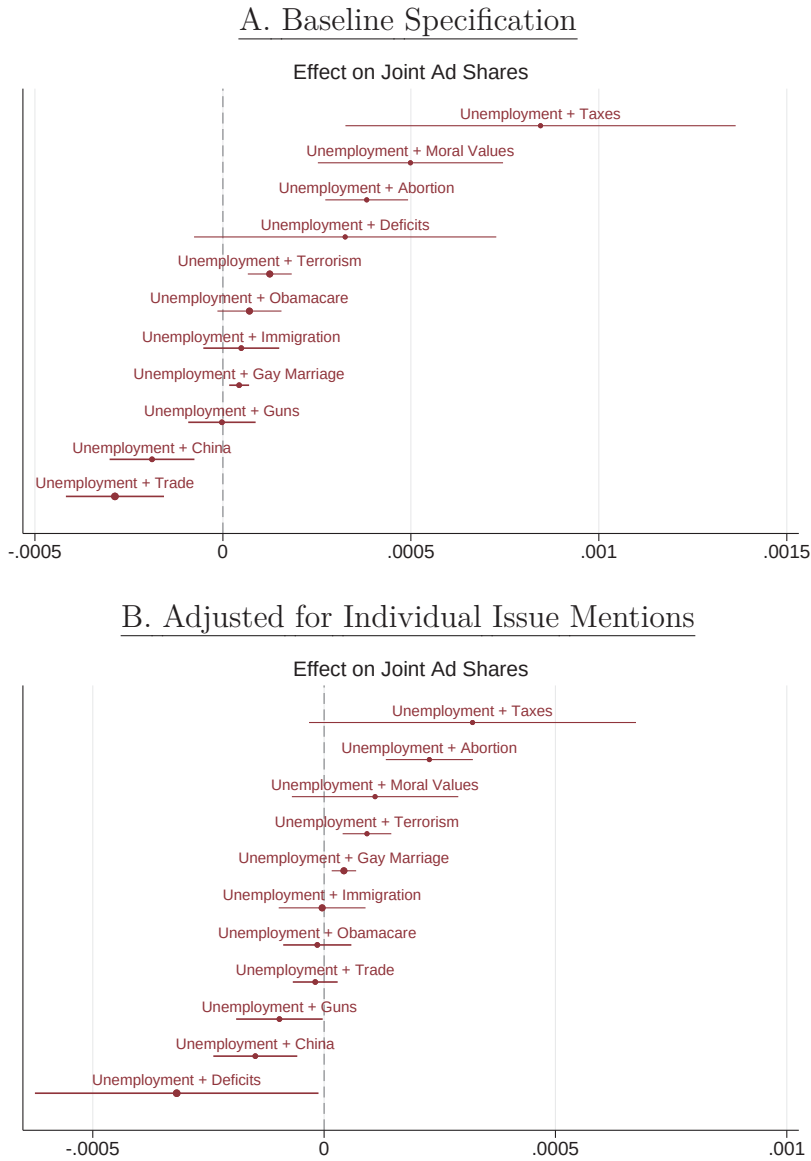 A. Baseline Specification
Effect on Joint Ad Shares
Unemployment + Taxes
Unemployment + Moral Values
Unemployment + Abortion
Unemployment + Deficits
Unemployment + Terrorism
Unemployment + Obamacare
Unemployment + Immigration
Unemployment + Gay Marriage
Unemployment + Guns
Unemployment + China
Unemployment + Trade
-.0005 0 .0005 .001 .0015
B. Adjusted for Individual Issue Mentions
Effect on Joint Ad Shares
Unemployment + Taxes
Unemployment + Abortion
Unemployment + Moral Values
Unemployment + Terrorism
Unemployment + Gay Marriage
Unemployment + Immigration
Unemployment + Obamacare
Unemployment + Trade
Unemployment + Guns
Unemployment + China
Unemployment + Deficits
-.0005 0 .0005 .001